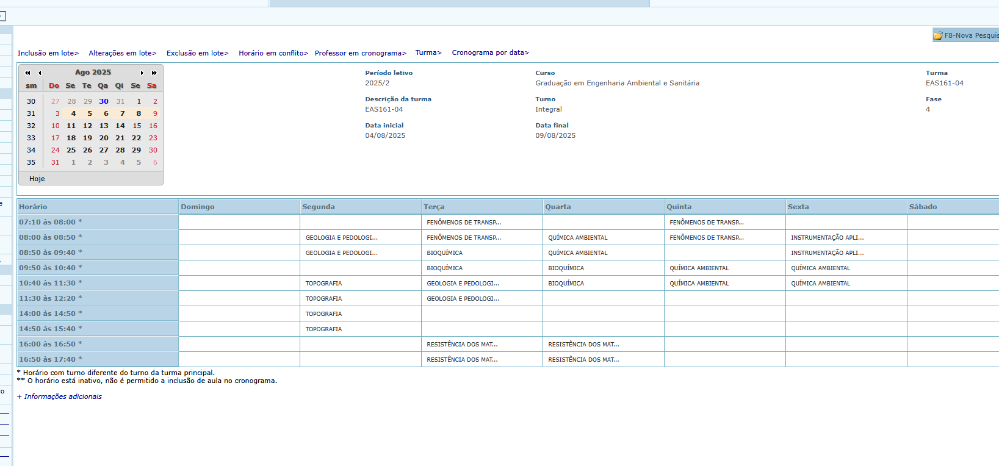 F8-Nova Pesquis
Inclusão em lote> Alterações em lote> Exclusão em lote> Horário em conflito> Professor em cronograma> Turma> Cronograma por data>
Ago 2025
sm Do Se Te Qa Qi Se Sa
30 27 28 29 30 31 1 2
31 3 4 5 6 7 8 9
32 10 11 12 13 14 15 16
33 17 18 19 20 21 22 23
34 24 25 26 27 28 29 30
35 31 1 2 3 4 5 6
Hoje
Período letivo Curso Turma
2025/2 Graduação em Engenharia Ambiental e Sanitária EAS161-04
Descrição da turma Turno Fase
EAS161-04 Integral 4
Data inicial Data final
04/08/2025 09/08/2025
Horário Domingo Segunda Terça Quarta Quinta Sexta Sábado
07:10 às 08:00 * FENÔMENOS DE TRANSP... FENÔMENOS DE TRANSP...
08:00 às 08:50 * GEOLOGIA E PEDOLOGI... FENÔMENOS DE TRANSP... QUÍMICA AMBIENTAL FENÔMENOS DE TRANSP... INSTRUMENTAÇÃO APLI...
08:50 às 09:40 * GEOLOGIA E PEDOLOGI... BIOQUÍMICA QUÍMICA AMBIENTAL INSTRUMENTAÇÃO APLI...
09:50 às 10:40 * BIOQUÍMICA BIOQUÍMICA QUÍMICA AMBIENTAL QUÍMICA AMBIENTAL
10:40 às 11:30 * TOPOGRAFIA GEOLOGIA E PEDOLOGI... BIOQUÍMICA QUÍMICA AMBIENTAL QUÍMICA AMBIENTAL
11:30 às 12:20 * TOPOGRAFIA GEOLOGIA E PEDOLOGI...
14:00 às 14:50 * TOPOGRAFIA
14:50 às 15:40 * TOPOGRAFIA
16:00 às 16:50 * RESISTÊNCIA DOS MAT... RESISTÊNCIA DOS MAT...
16:50 às 17:40 * RESISTÊNCIA DOS MAT... RESISTÊNCIA DOS MAT...
* Horário com turno diferente do turno da turma principal.
** O horário está inativo, não é permitido a inclusão de aula no cronograma.
+ Informações adicionais